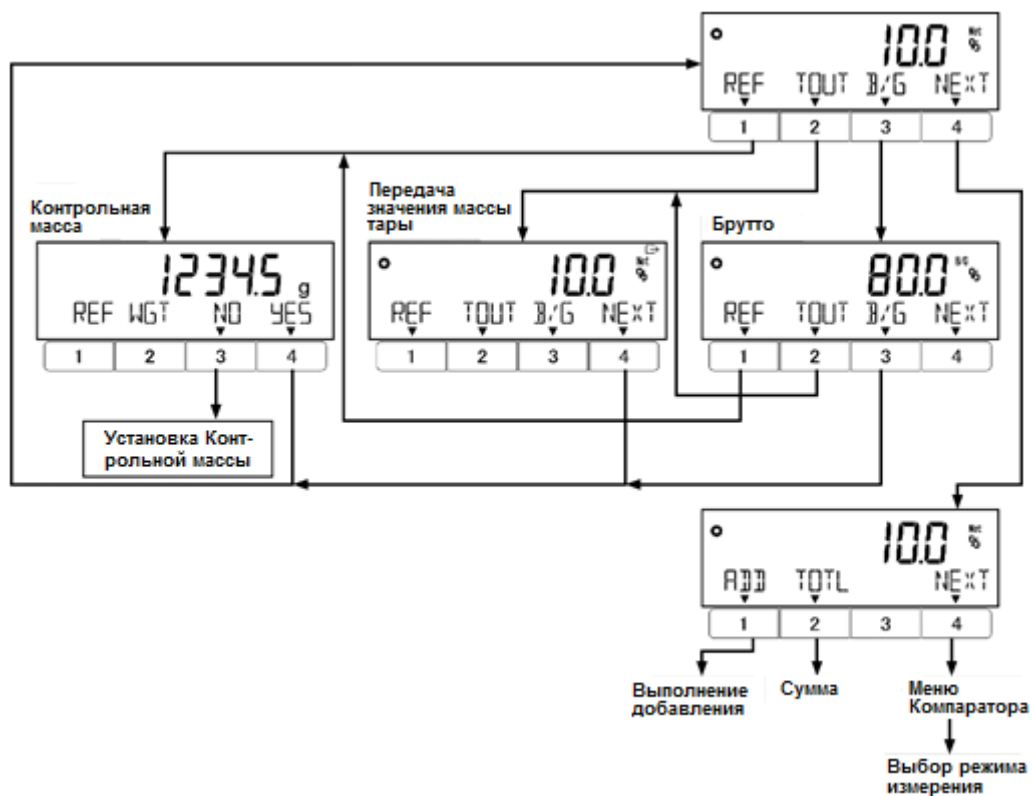 10.0 Net %
REF TOUT B/G NEXT
1 2 3 4
Контрольная
масса
1234.5 g
REF WGT NO YES
1 2 3 4
Установка Конт-
рольной массы
Передача
значения массы
тары
10.0 %
REF TOUT B/G NEXT
1 2 3 4
Брутто
80.0 B/G %
REF TOUT B/G NEXT
1 2 3 4
10.0 Net %
ADD TOTL NEXT
1 2 3 4
Выполнение
добавления
Сумма
Меню
Компаратора
Выбор режима
измерения